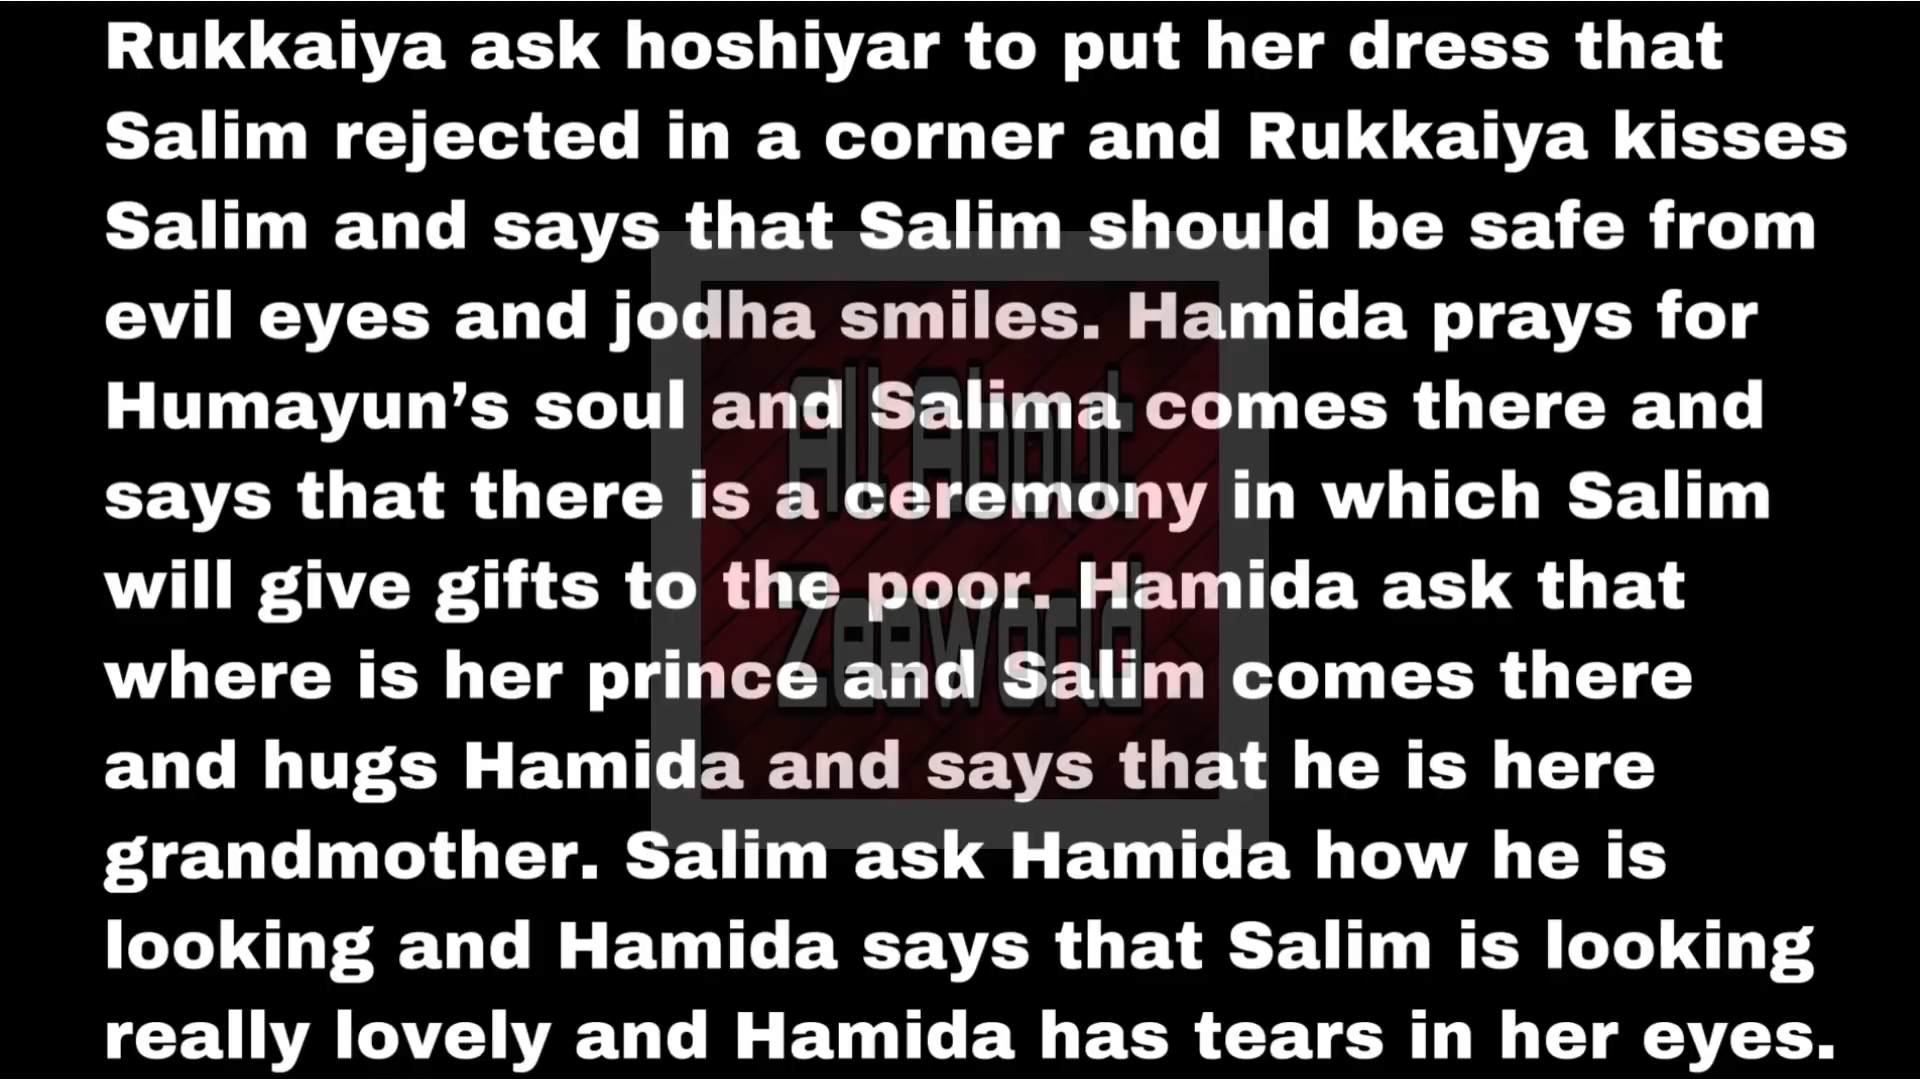 Rukkaiya ask hoshiyar to put her dress that
Salim rejected in a corner and Rukkaiya kisses
Salim and says that Salim should be safe from
evil eyes and jodha smiles. Hamida prays for
Humayun’s soul and Salima comes there and
says that there is a ceremony in which Salim
will give gifts to the poor. Hamida ask that
where is her prince and Salim comes there
and hugs Hamida and says that he is here
grandmother. Salim ask Hamida how he is
looking and Hamida says that Salim is looking
really lovely and Hamida has tears in her eyes.
All About
Zeeworld